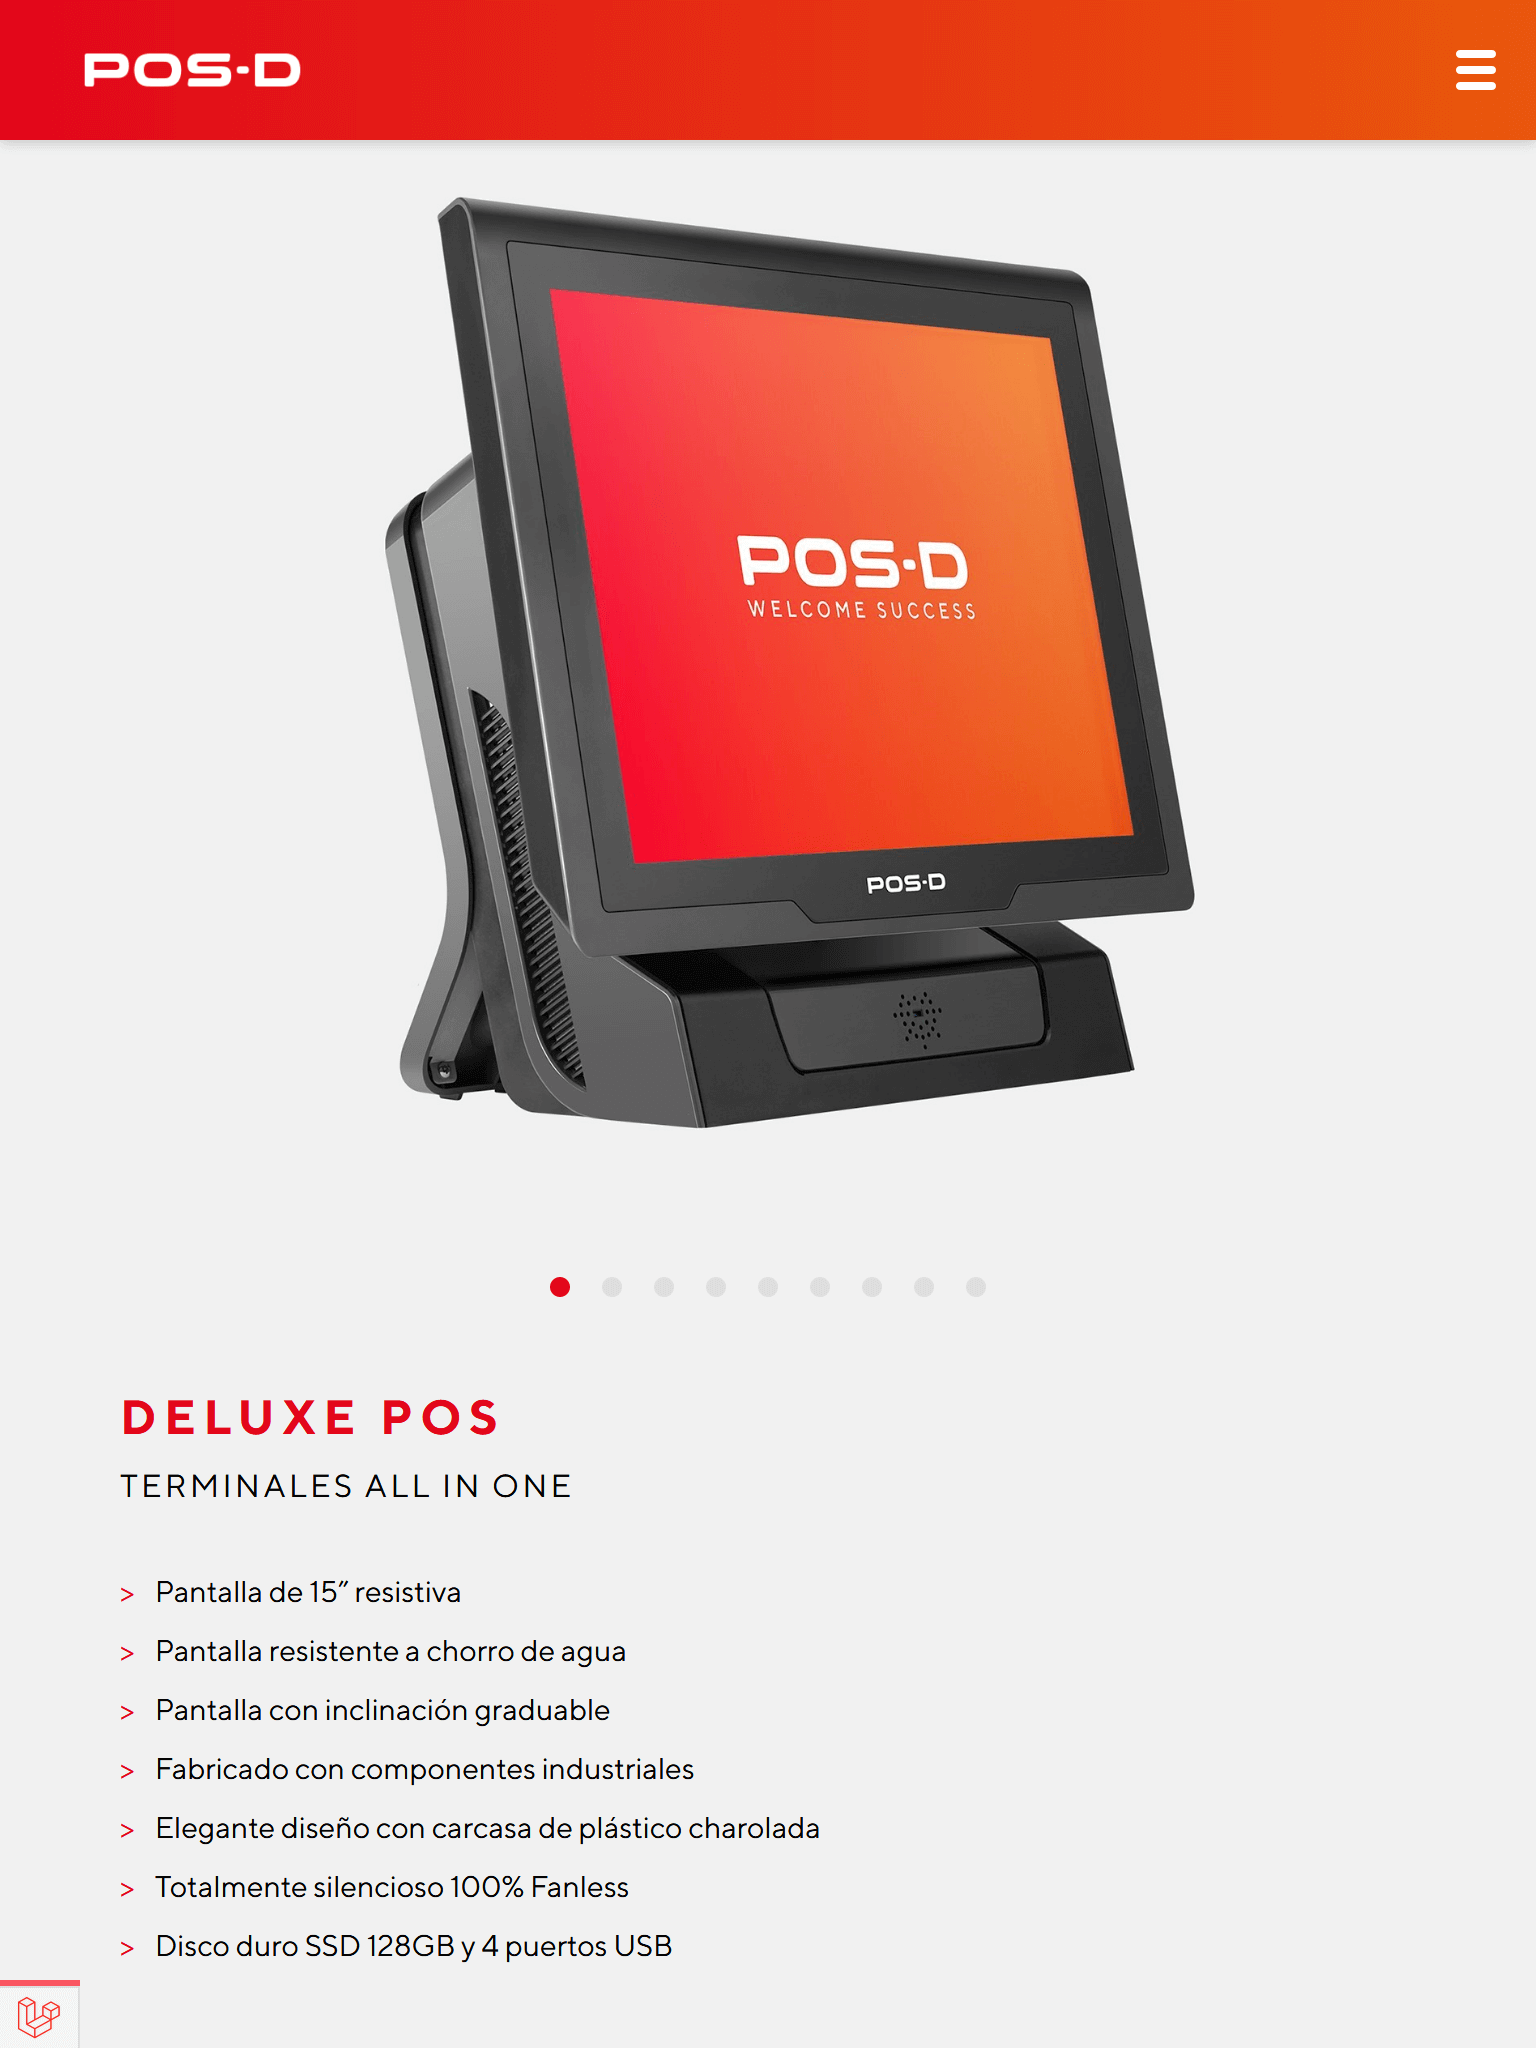 POS-D
POS-D
WELCOME SUCCESS
POS-D
DELUXE POS
TERMINALES ALL IN ONE
> Pantalla de 15” resistiva
> Pantalla resistente a chorro de agua
> Pantalla con inclinación graduable
> Fabricado con componentes industriales
> Elegante diseño con carcasa de plástico charolada
> Totalmente silencioso 100% Fanless
> Disco duro SSD 128GB y 4 puertos USB